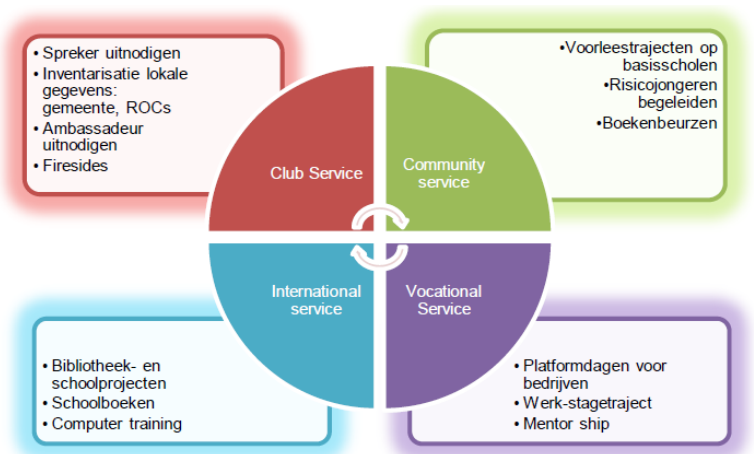 • Spreker uitnodigen
• Inventarisatie lokale
gegevens:
gemeente, ROCs
• Ambassadeur
uitnodigen
• Firesides
•Voorleestrajecten op
basisscholen
•Risicojongeren
begeleiden
•Boekenbeurzen
Club Service
Community
service
International
service
Vocational
Service
• Bibliotheek- en
schoolprojecten
• Schoolboeken
• Computer training
• Platformdagen voor
bedrijven
• Werk-stagetraject
• Mentor ship